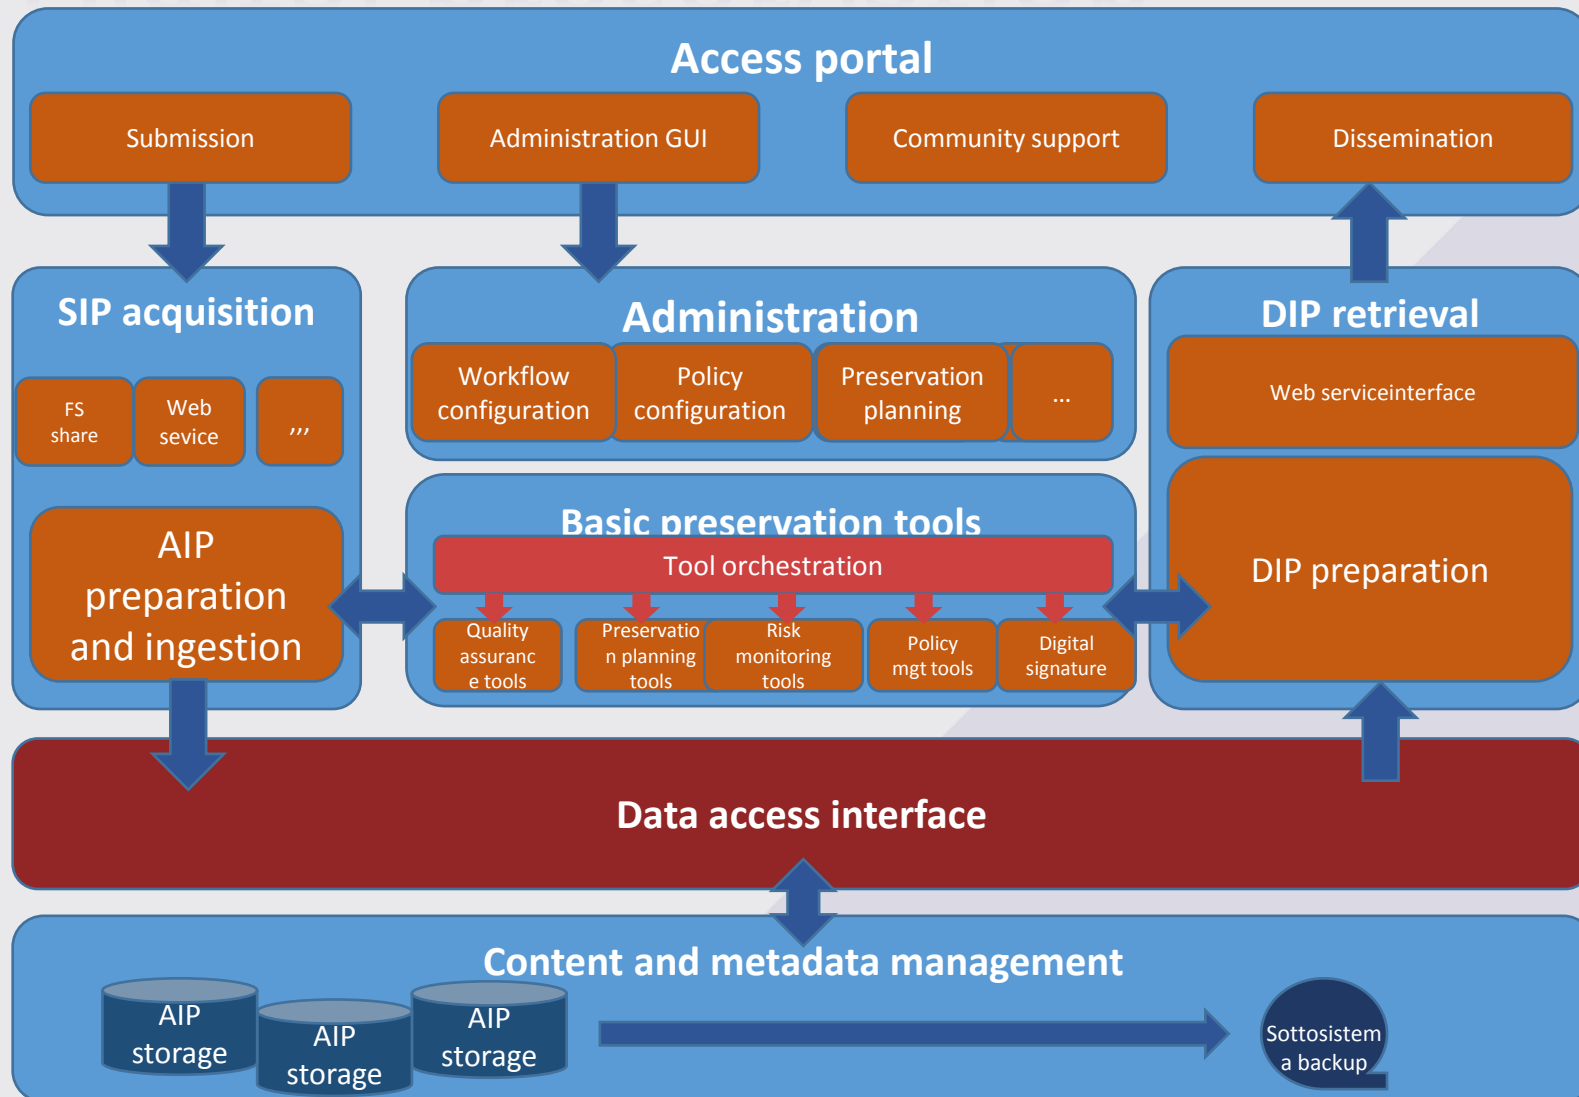 Access portal
Submission
Administration GUI
Community support
Dissemination
SIP acquisition
FS
share
Web
sevice
,,,
AIP
preparation
and ingestion
Administration
Workflow
configuration
Policy
configuration
Preservation
planning
...
Basic preservation tools
Tool orchestration
Quality
assuranc
e tools
Preservatio
n planning
tools
Risk
monitoring
tools
Policy
mgt tools
Digital
signature
DIP retrieval
Web serviceinterface
DIP preparation
Data access interface
Content and metadata management
AIP
storage
AIP
storage
AIP
storage
Sottosistem
a backup